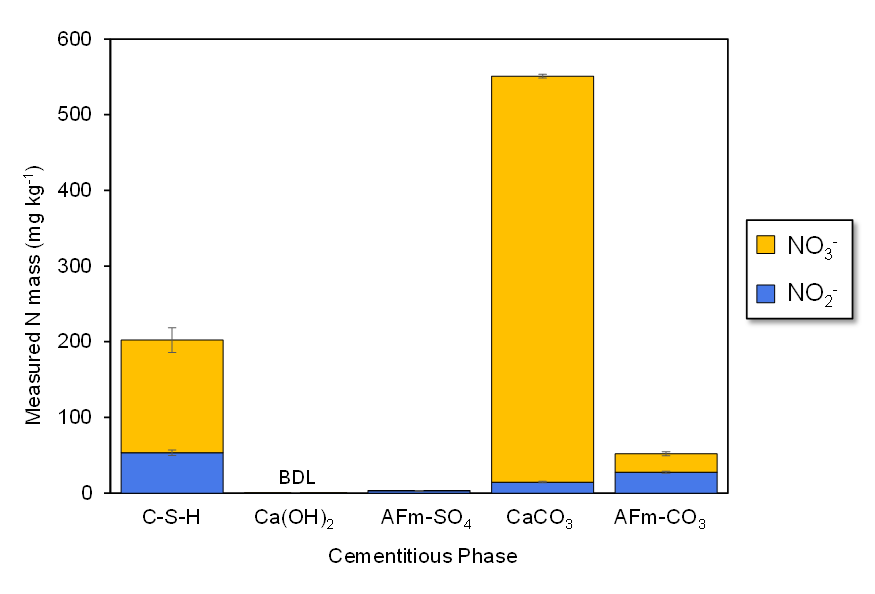 600
500
400
300
200
100
0
Measured N mass (mg kg⁻¹)
BDL
C-S-H
Ca(OH)₂
AFm-SO₄
CaCO₃
AFm-CO₃
Cementitious Phase
NO₃⁻
NO₂⁻